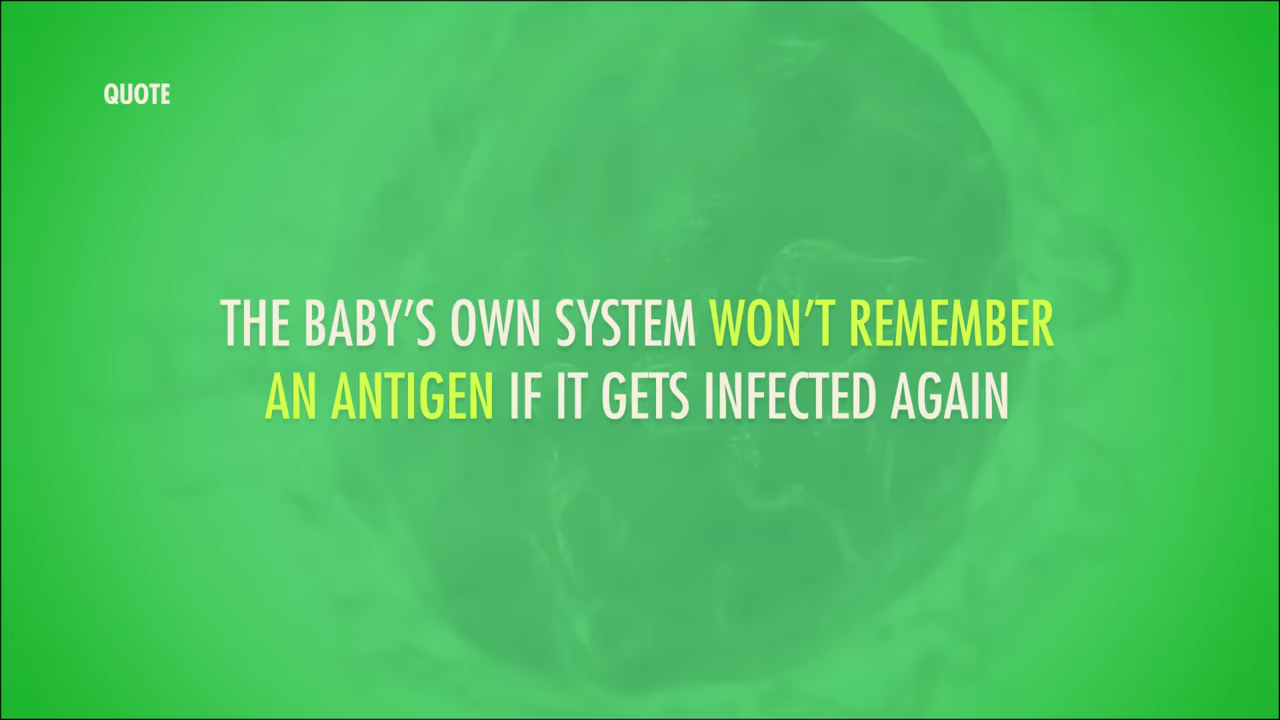 QUOTE
THE BABY’S OWN SYSTEM WON’T REMEMBER
AN ANTIGEN IF IT GETS INFECTED AGAIN